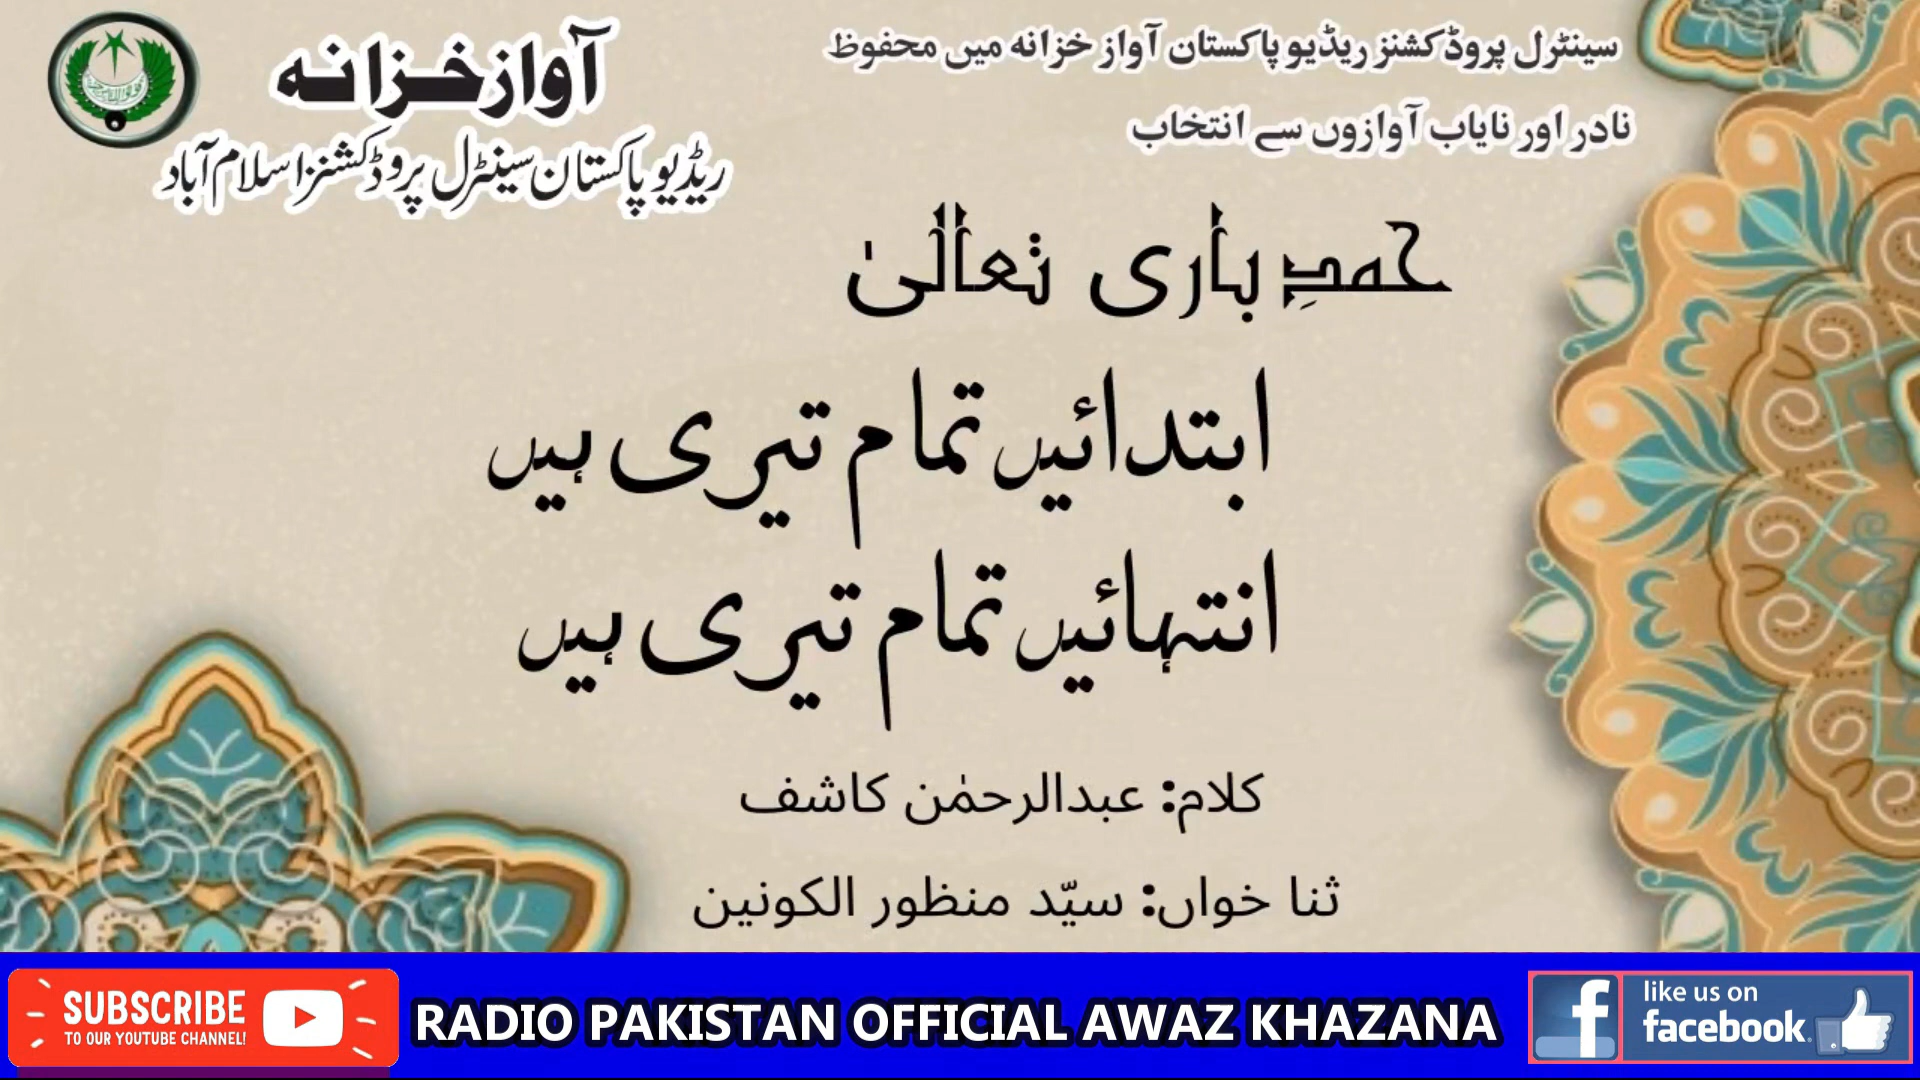 سینٹرل پروڈکشنز ریڈیو پاکستان آواز خزانہ میں محفوظ
نادر اور نایاب آوازوں سے انتخاب
آواز خزانہ
ریڈیو پاکستان سینٹرل پروڈکشنز اسلام آباد
حمدِ باری تعالیٰ
ابتدائیں تمام تیری ہیں
انتہائیں تمام تیری ہیں
کلام: عبدالرحمٰن کاشف
ثنا خواں: سیّد منظور الکونین
SUBSCRIBE
TO OUR YOUTUBE CHANNEL!
RADIO PAKISTAN OFFICIAL AWAZ KHAZANA
like us on
facebook.